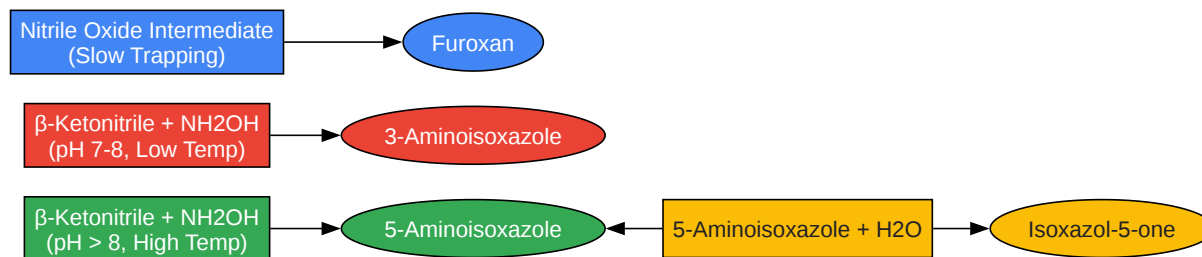 Nitrile Oxide Intermediate
(Slow Trapping)
Furoxan
β-Ketonitrile + NH2OH
(pH 7-8, Low Temp)
3-Aminoisoxazole
β-Ketonitrile + NH2OH
(pH > 8, High Temp)
5-Aminoisoxazole
5-Aminoisoxazole + H2O
Isoxazol-5-one